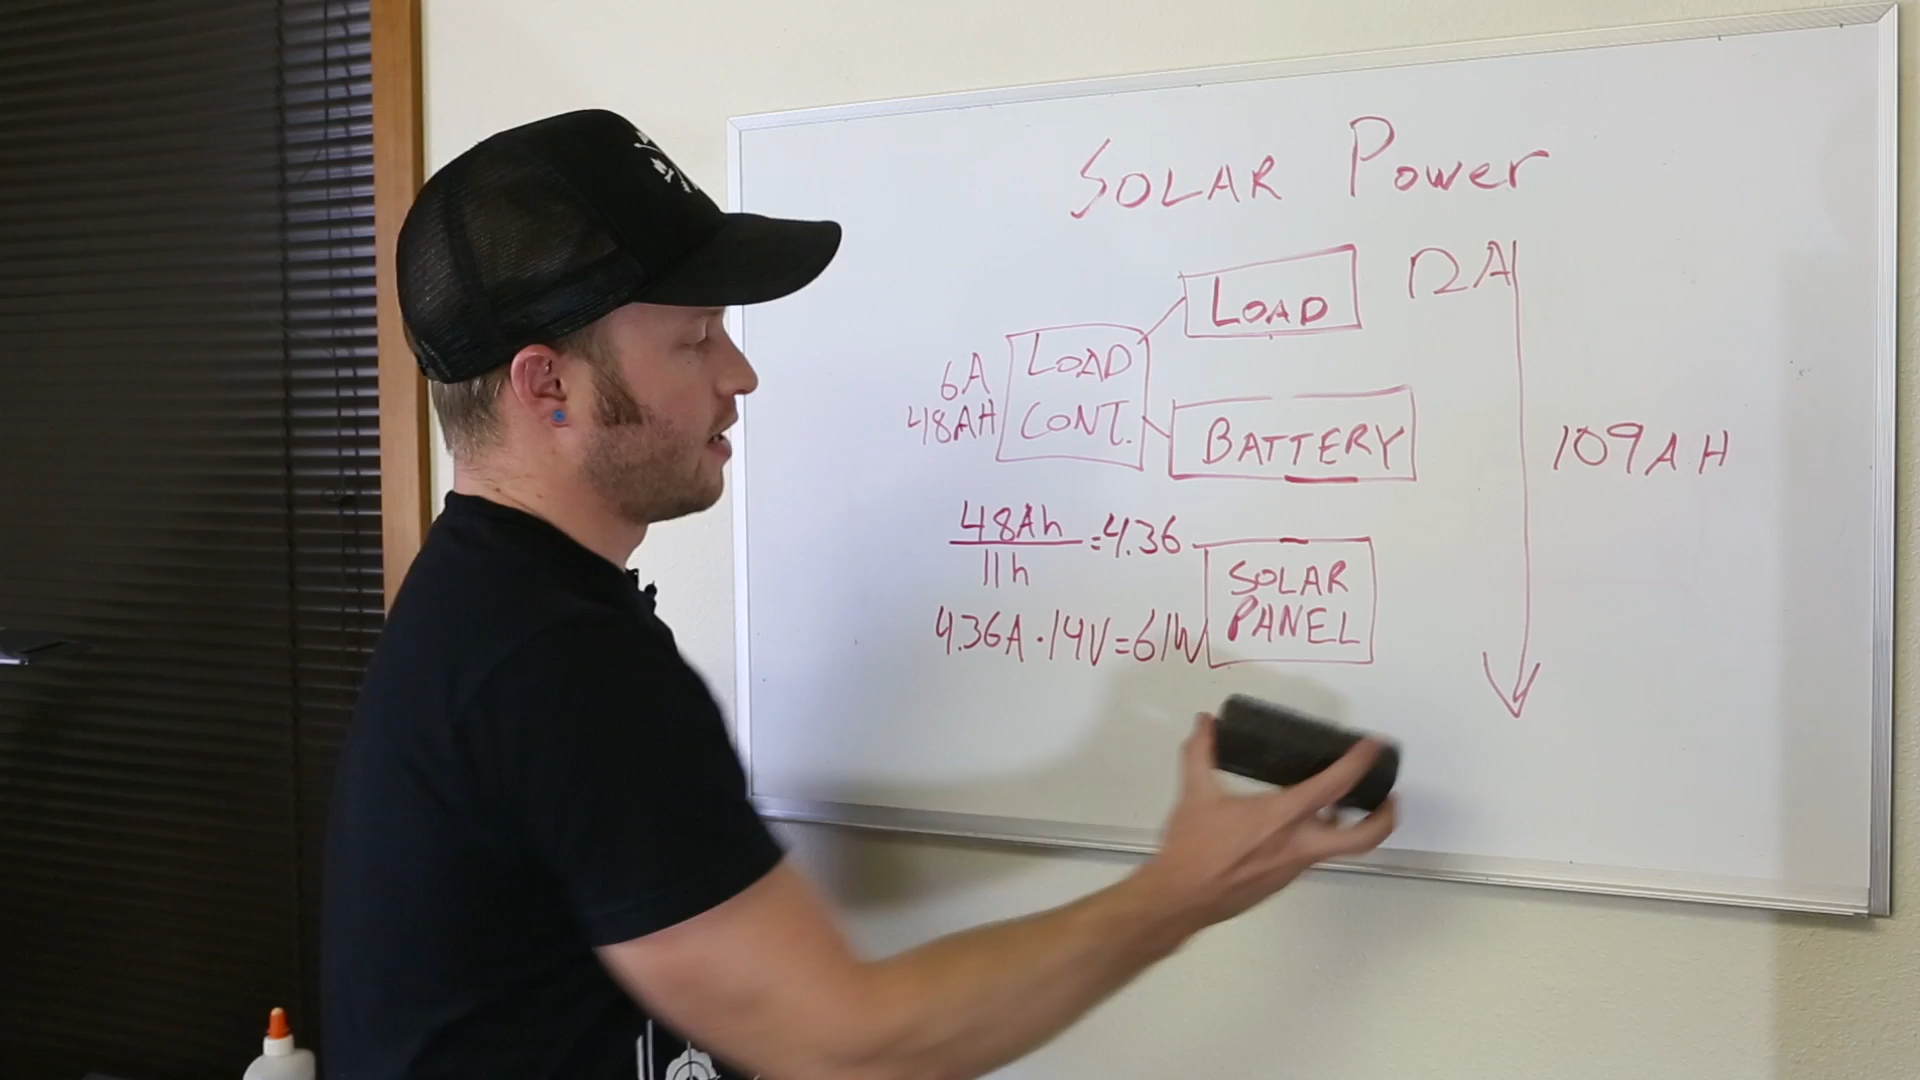 SOLAR Power
LOAD
12A
6A
48AH
LOAD
CONT.
BATTERY
109AH
48Ah
11h
=4.36
SOLAR
PANEL
4.36A·14V=61W